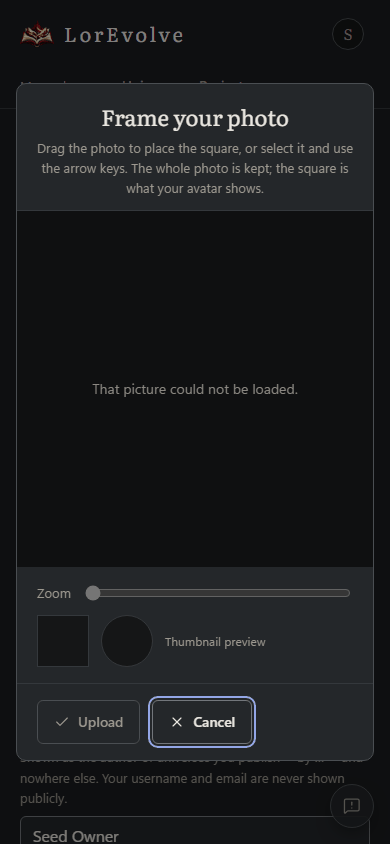 LorEvolve
S
Frame your photo
Drag the photo to place the square, or select it and use
the arrow keys. The whole photo is kept; the square is
what your avatar shows.
That picture could not be loaded.
Zoom
Thumbnail preview
Upload
Cancel
nowhere else. Your username and email are never shown
publicly.
Seed Owner